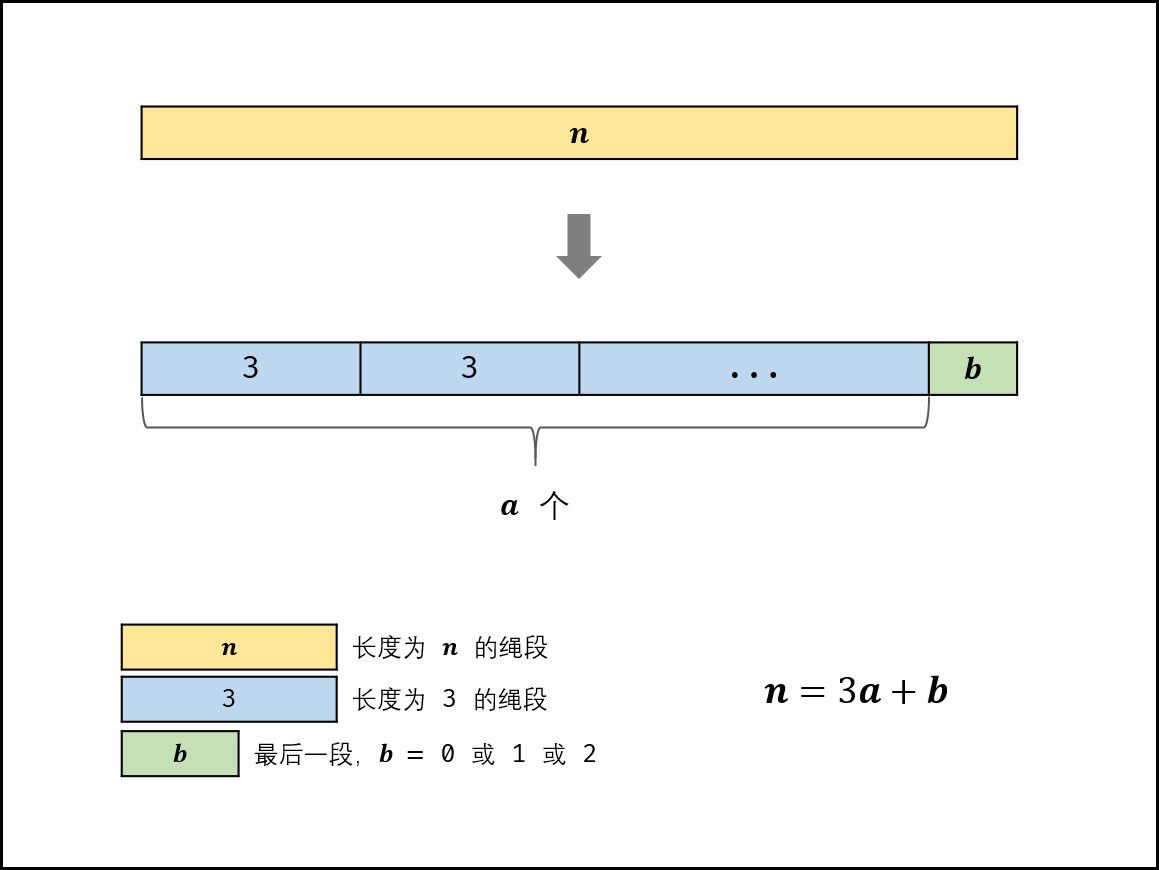 n
3 3 ... b
a 个
n 长度为 n 的绳段
3 长度为 3 的绳段
n = 3a + b
b 最后一段, b = 0 或 1 或 2